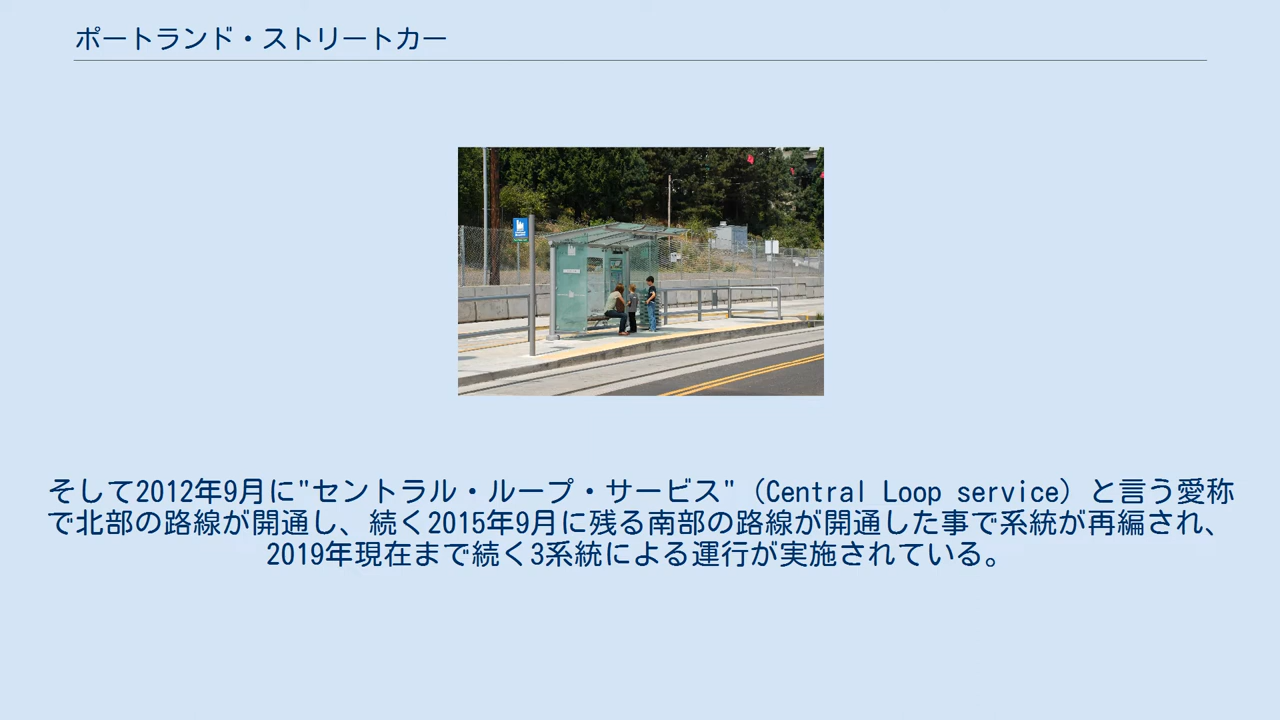 ポートランド・ストリートカー
そして2012年9月に"セントラル・ループ・サービス"（Central Loop service）と言う愛称
で北部の路線が開通し、続く2015年9月に残る南部の路線が開通した事で系統が再編され、
2019年現在まで続く3系統による運行が実施されている。